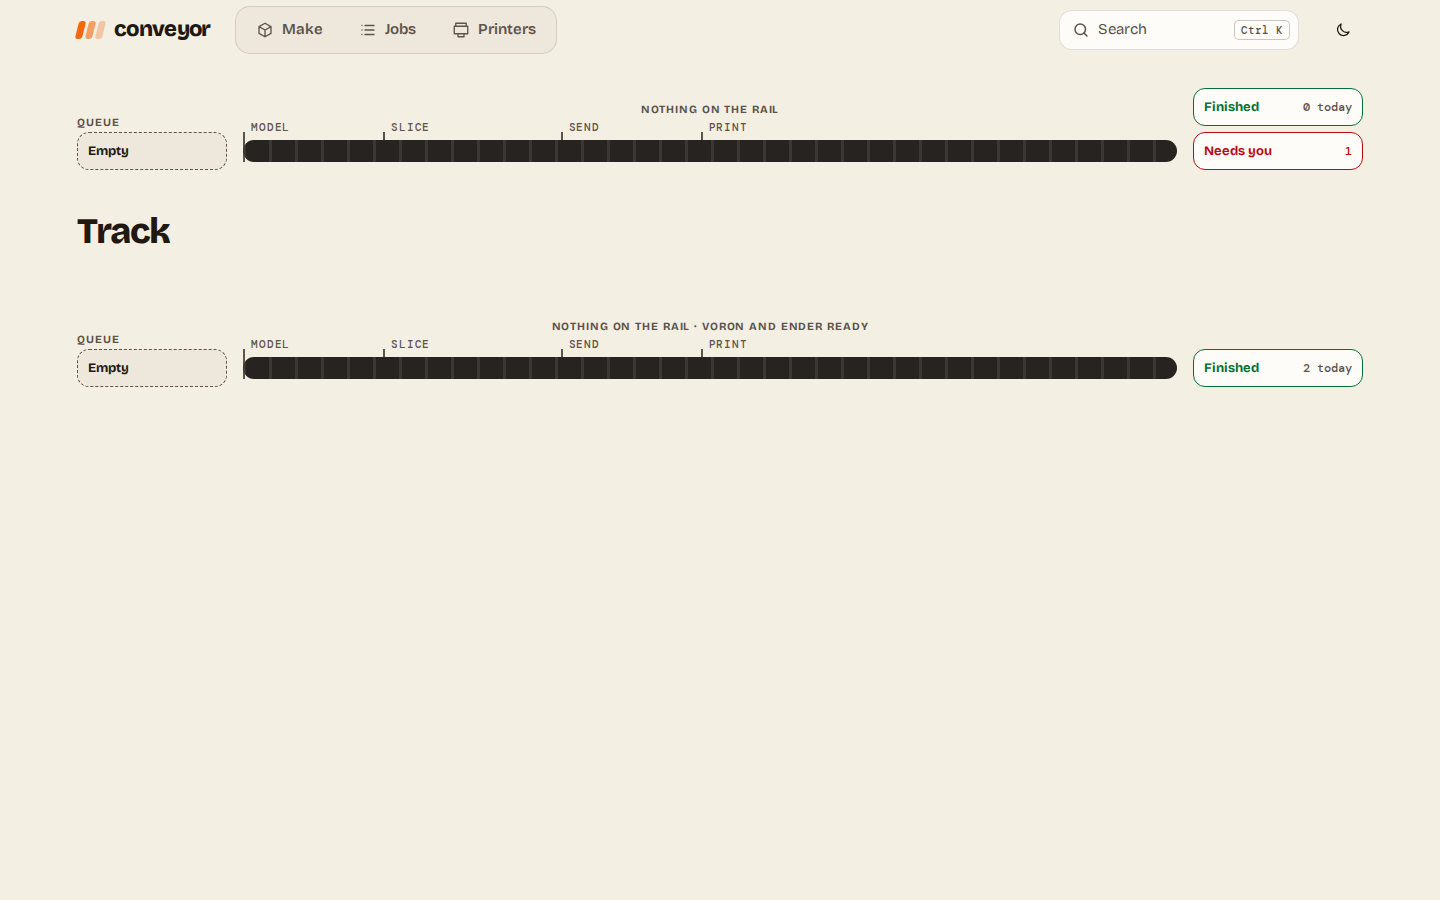 conveyor
Make
Jobs
Printers
Search
Ctrl K
NOTHING ON THE RAIL
QUEUE
Empty
MODEL
SLICE
SEND
PRINT
Finished 0 today
Needs you 1
Track
NOTHING ON THE RAIL · VORON AND ENDER READY
QUEUE
Empty
MODEL
SLICE
SEND
PRINT
Finished 2 today